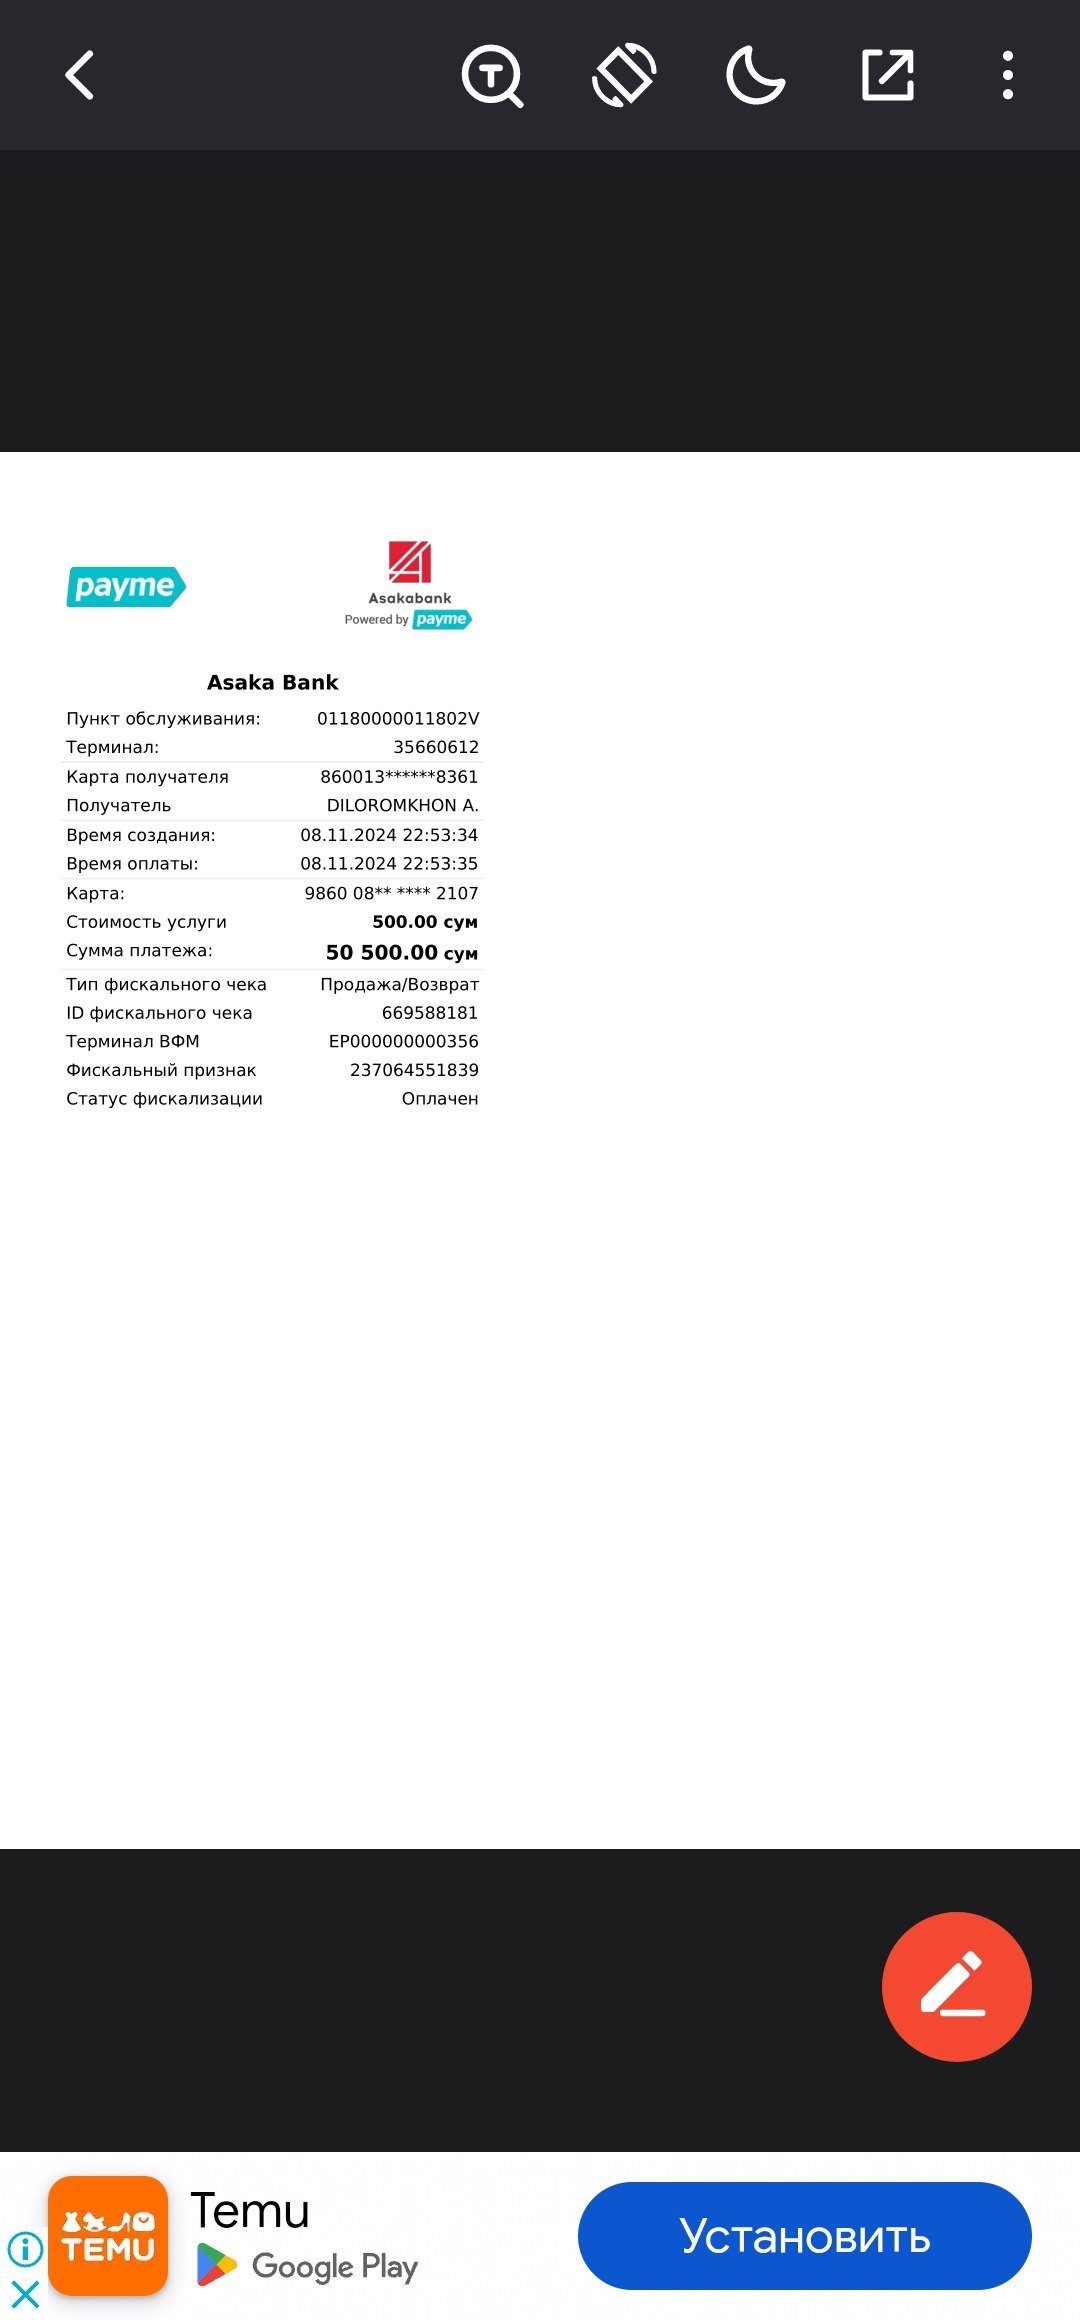 payme
Asakabank
Powered by payme
Asaka Bank
Пункт обслуживания: 01180000011802V
Терминал: 35660612
Карта получателя 860013******8361
Получатель DILOROMKHON A.
Время создания: 08.11.2024 22:53:34
Время оплаты: 08.11.2024 22:53:35
Карта: 9860 08** **** 2107
Стоимость услуги 500.00 сум
Сумма платежа: 50 500.00 сум
Тип фискального чека Продажа/Возврат
ID фискального чека 669588181
Терминал ВФМ EP000000000356
Фискальный признак 237064551839
Статус фискализации Оплачен
TEMU
Temu
Google Play
Установить